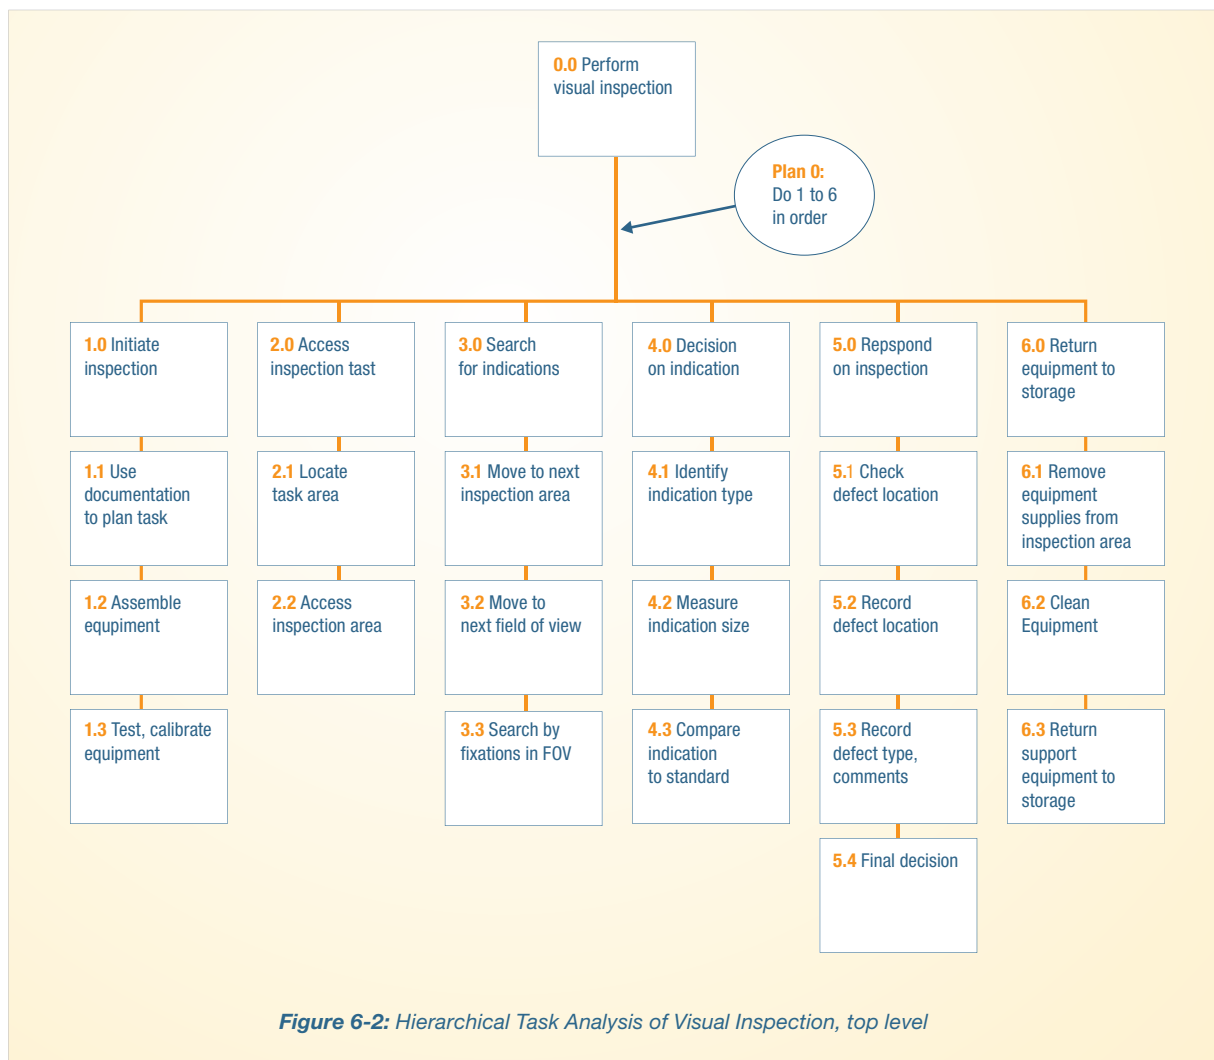 0.0 Perform
visual inspection
Plan 0:
Do 1 to 6
in order
1.0 Initiate
inspection
2.0 Access
inspection tast
3.0 Search
for indications
4.0 Decision
on indication
5.0 Repspond
on inspection
6.0 Return
equipment to
storage
1.1 Use
documentation
to plan task
2.1 Locate
task area
3.1 Move to next
inspection area
4.1 Identify
indication type
5.1 Check
defect location
6.1 Remove
equipment
supplies from
inspection area
1.2 Assemble
equpiment
2.2 Access
inspection area
3.2 Move to
next field of view
4.2 Measure
indication size
5.2 Record
defect location
6.2 Clean
Equipment
1.3 Test, calibrate
equipment
3.3 Search by
fixations in FOV
4.3 Compare
indication
to standard
5.3 Record
defect type,
comments
6.3 Return
support
equipment to
storage
5.4 Final decision
Figure 6-2: Hierarchical Task Analysis of Visual Inspection, top level